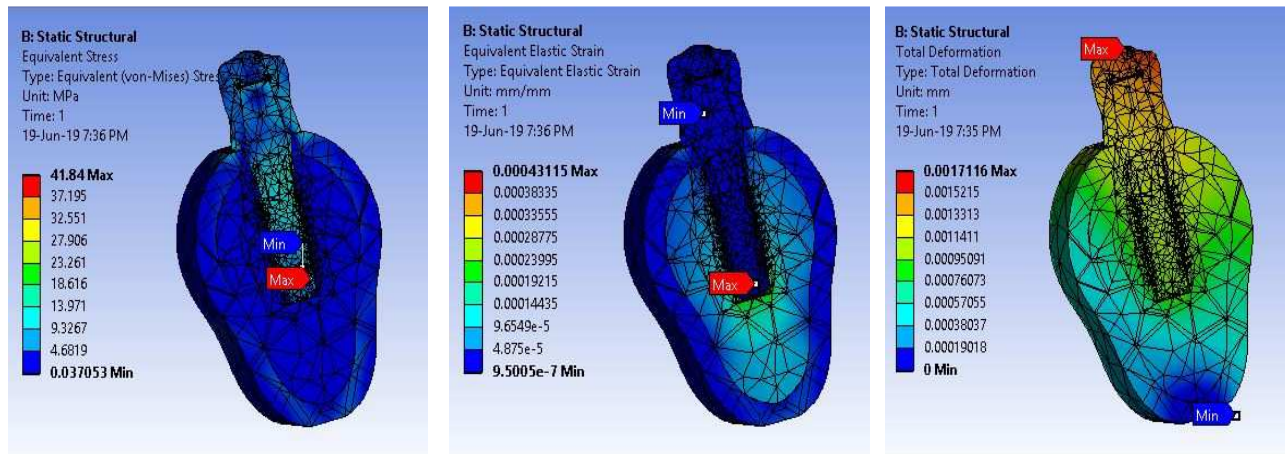 B: Static Structural
Equivalent Stress
Type: Equivalent (von-Mises) Stres
Unit: MPa
Time: 1
19-Jun-19 7:36 PM
41.84 Max
37.195
32.551
27.906
23.261
18.616
13.971
9.3267
4.6819
0.037053 Min
Min
Max
B: Static Structural
Equivalent Elastic Strain
Type: Equivalent Elastic Strain
Unit: mm/mm
Time: 1
19-Jun-19 7:36 PM
0.00043115 Max
0.00038335
0.00033555
0.00028775
0.00023995
0.00019215
0.00014435
9.6549e-5
4.875e-5
9.5005e-7 Min
Min
Max
B: Static Structural
Total Deformation
Type: Total Deformation
Unit: mm
Time: 1
19-Jun-19 7:35 PM
0.0017116 Max
0.0015215
0.0013313
0.0011411
0.00095091
0.00076073
0.00057055
0.00038037
0.00019018
0 Min
Max
Min